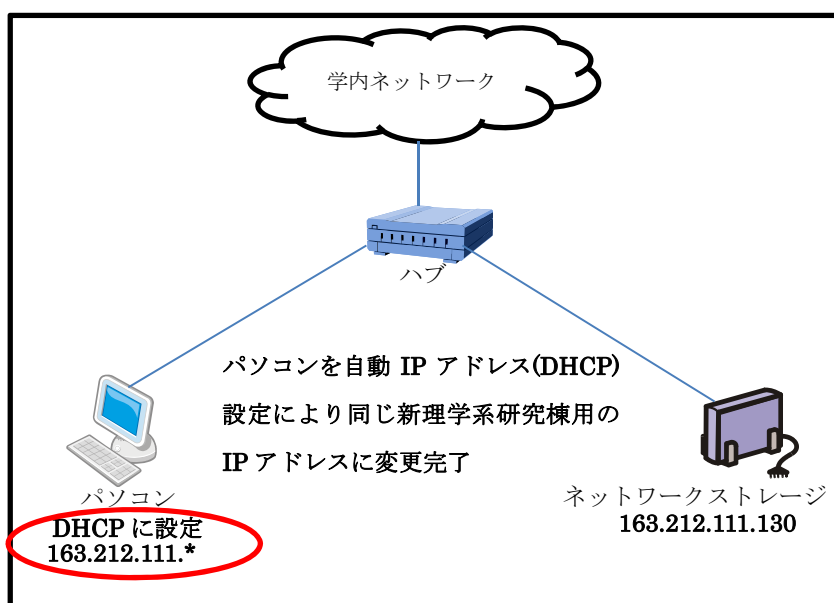 学内ネットワーク
ハブ
パソコンを自動 IP アドレス(DHCP)
設定により同じ新理学系研究棟用の
IP アドレスに変更完了
パソコン
DHCP に設定
163.212.111.*
ネットワークストレージ
163.212.111.130